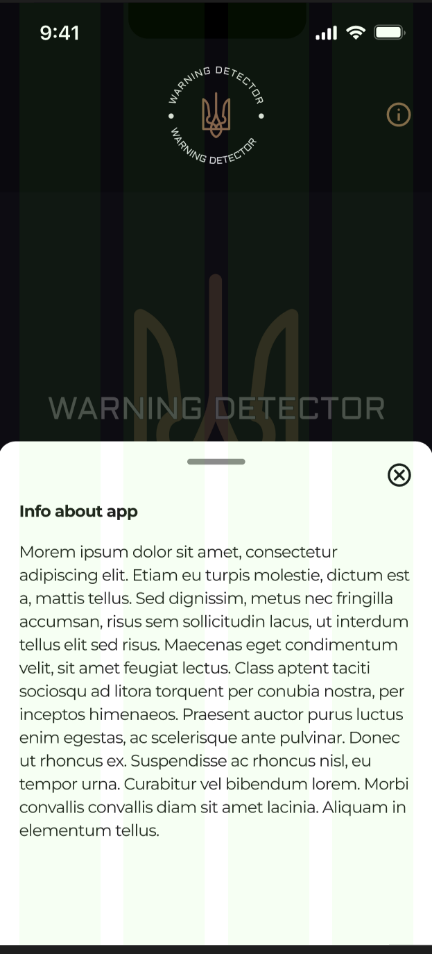 9:41
WARNING DETECTOR
WARNING DETECTOR
WARNING DETECTOR
Info about app
Morem ipsum dolor sit amet, consectetur
adipiscing elit. Etiam eu turpis molestie, dictum est
a, mattis tellus. Sed dignissim, metus nec fringilla
accumsan, risus sem sollicitudin lacus, ut interdum
tellus elit sed risus. Maecenas eget condimentum
velit, sit amet feugiat lectus. Class aptent taciti
sociosqu ad litora torquent per conubia nostra, per
inceptos himenaeos. Praesent auctor purus luctus
enim egestas, ac scelerisque ante pulvinar. Donec
ut rhoncus ex. Suspendisse ac rhoncus nisl, eu
tempor urna. Curabitur vel bibendum lorem. Morbi
convallis convallis diam sit amet lacinia. Aliquam in
elementum tellus.